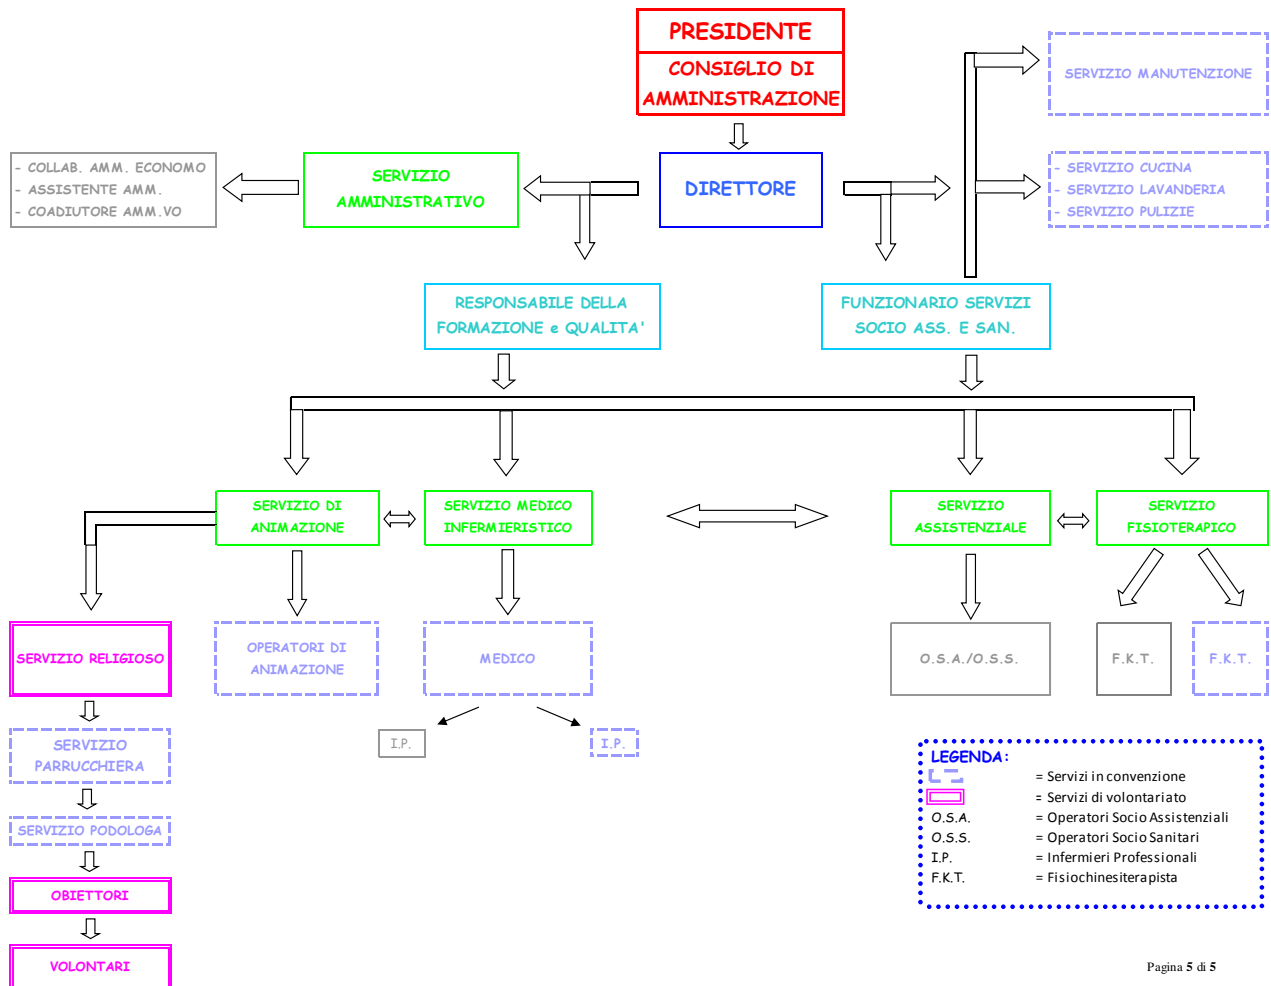 PRESIDENTE
CONSIGLIO DI
AMMINISTRAZIONE
SERVIZIO MANUTENZIONE
- COLLAB. AMM. ECONOMO
- ASSISTENTE AMM.
- COADIUTORE AMM.VO
SERVIZIO
AMMINISTRATIVO
DIRETTORE
- SERVIZIO CUCINA
- SERVIZIO LAVANDERIA
- SERVIZIO PULIZIE
RESPONSABILE DELLA
FORMAZIONE e QUALITA'
FUNZIONARIO SERVIZI
SOCIO ASS. E SAN.
SERVIZIO DI
ANIMAZIONE
SERVIZIO MEDICO
INFERMIERISTICO
SERVIZIO
ASSISTENZIALE
SERVIZIO
FISIOTERAPICO
SERVIZIO RELIGIOSO
OPERATORI DI
ANIMAZIONE
MEDICO
O.S.A./O.S.S.
F.K.T.
F.K.T.
I.P.
I.P.
SERVIZIO
PARRUCCHIERA
SERVIZIO PODOLOGA
OBIETTORI
VOLONTARI
LEGENDA:
= Servizi in convenzione
= Servizi di volontariato
O.S.A. = Operatori Socio Assistenziali
O.S.S. = Operatori Socio Sanitari
I.P. = Infermieri Professionali
F.K.T. = Fisiochinesiterapista
Pagina 5 di 5